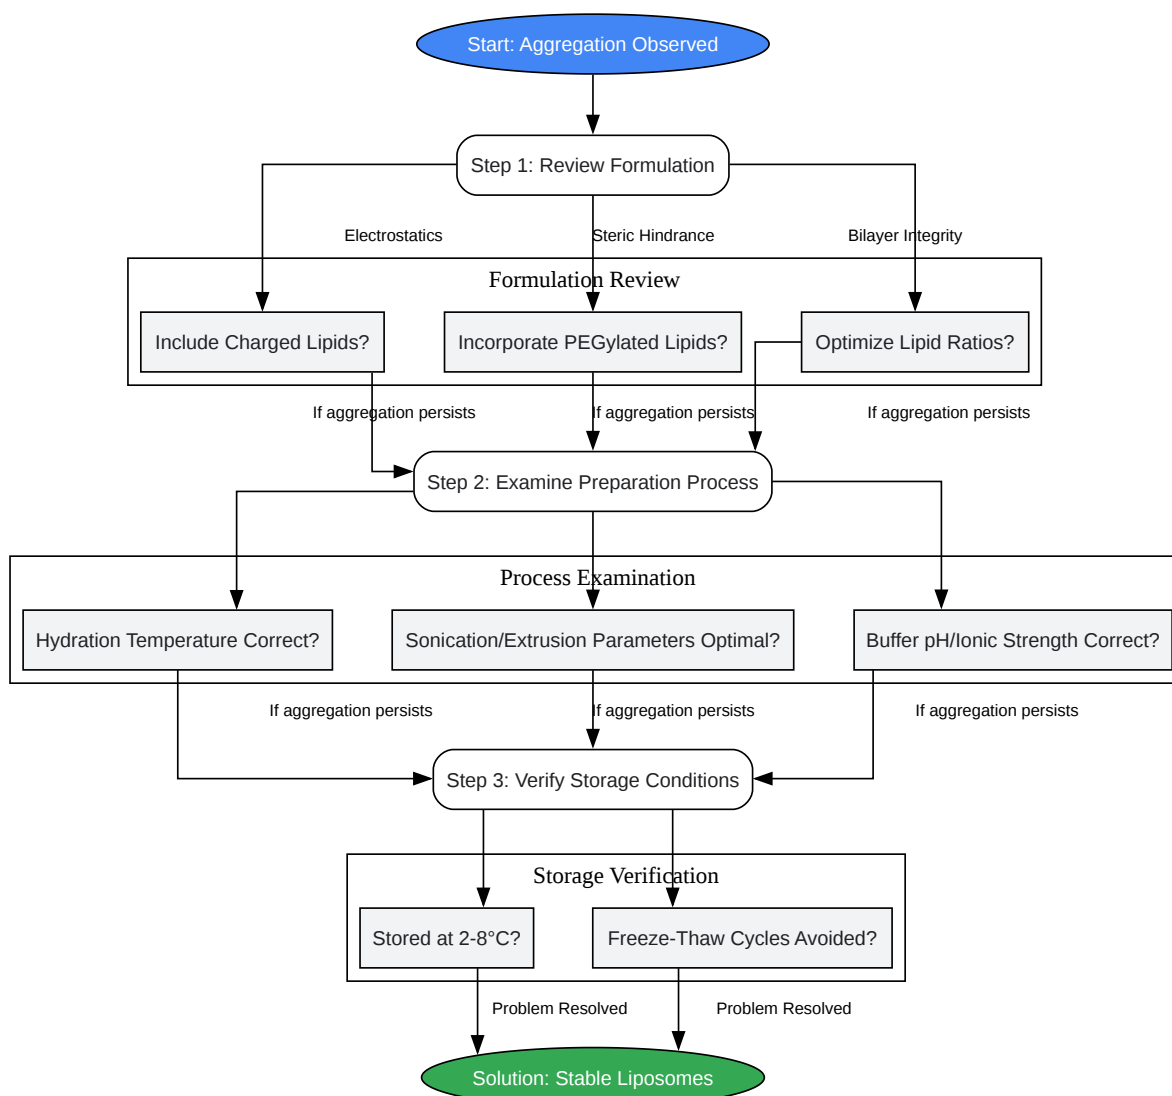 Start: Aggregation Observed
Step 1: Review Formulation
Electrostatics
Steric Hindrance
Bilayer Integrity
Formulation Review
Include Charged Lipids?
Incorporate PEGylated Lipids?
Optimize Lipid Ratios?
If aggregation persists
If aggregation persists
If aggregation persists
Step 2: Examine Preparation Process
Process Examination
Hydration Temperature Correct?
Sonication/Extrusion Parameters Optimal?
Buffer pH/Ionic Strength Correct?
If aggregation persists
If aggregation persists
If aggregation persists
Step 3: Verify Storage Conditions
Storage Verification
Stored at 2-8°C?
Freeze-Thaw Cycles Avoided?
Problem Resolved
Problem Resolved
Solution: Stable Liposomes